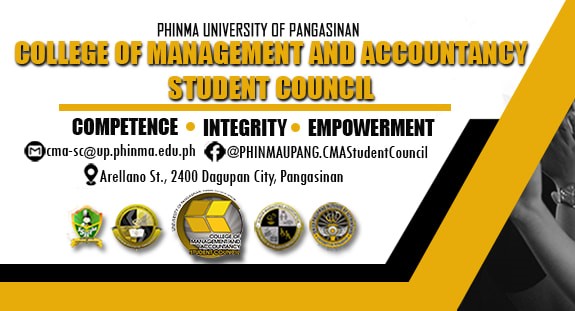 PHINMA UNIVERSITY OF PANGASINAN
COLLEGE OF MANAGEMENT AND ACCOUNTANCY
STUDENT COUNCIL
COMPETENCE • INTEGRITY • EMPOWERMENT
cma-sc@up.phinma.edu.ph @PHINMAUPANG.CMAStudentCouncil
Arellano St., 2400 Dagupan City, Pangasinan
COLLEGE OF
MANAGEMENT AND
ACCOUNTANCY
STUDENT COUNCIL